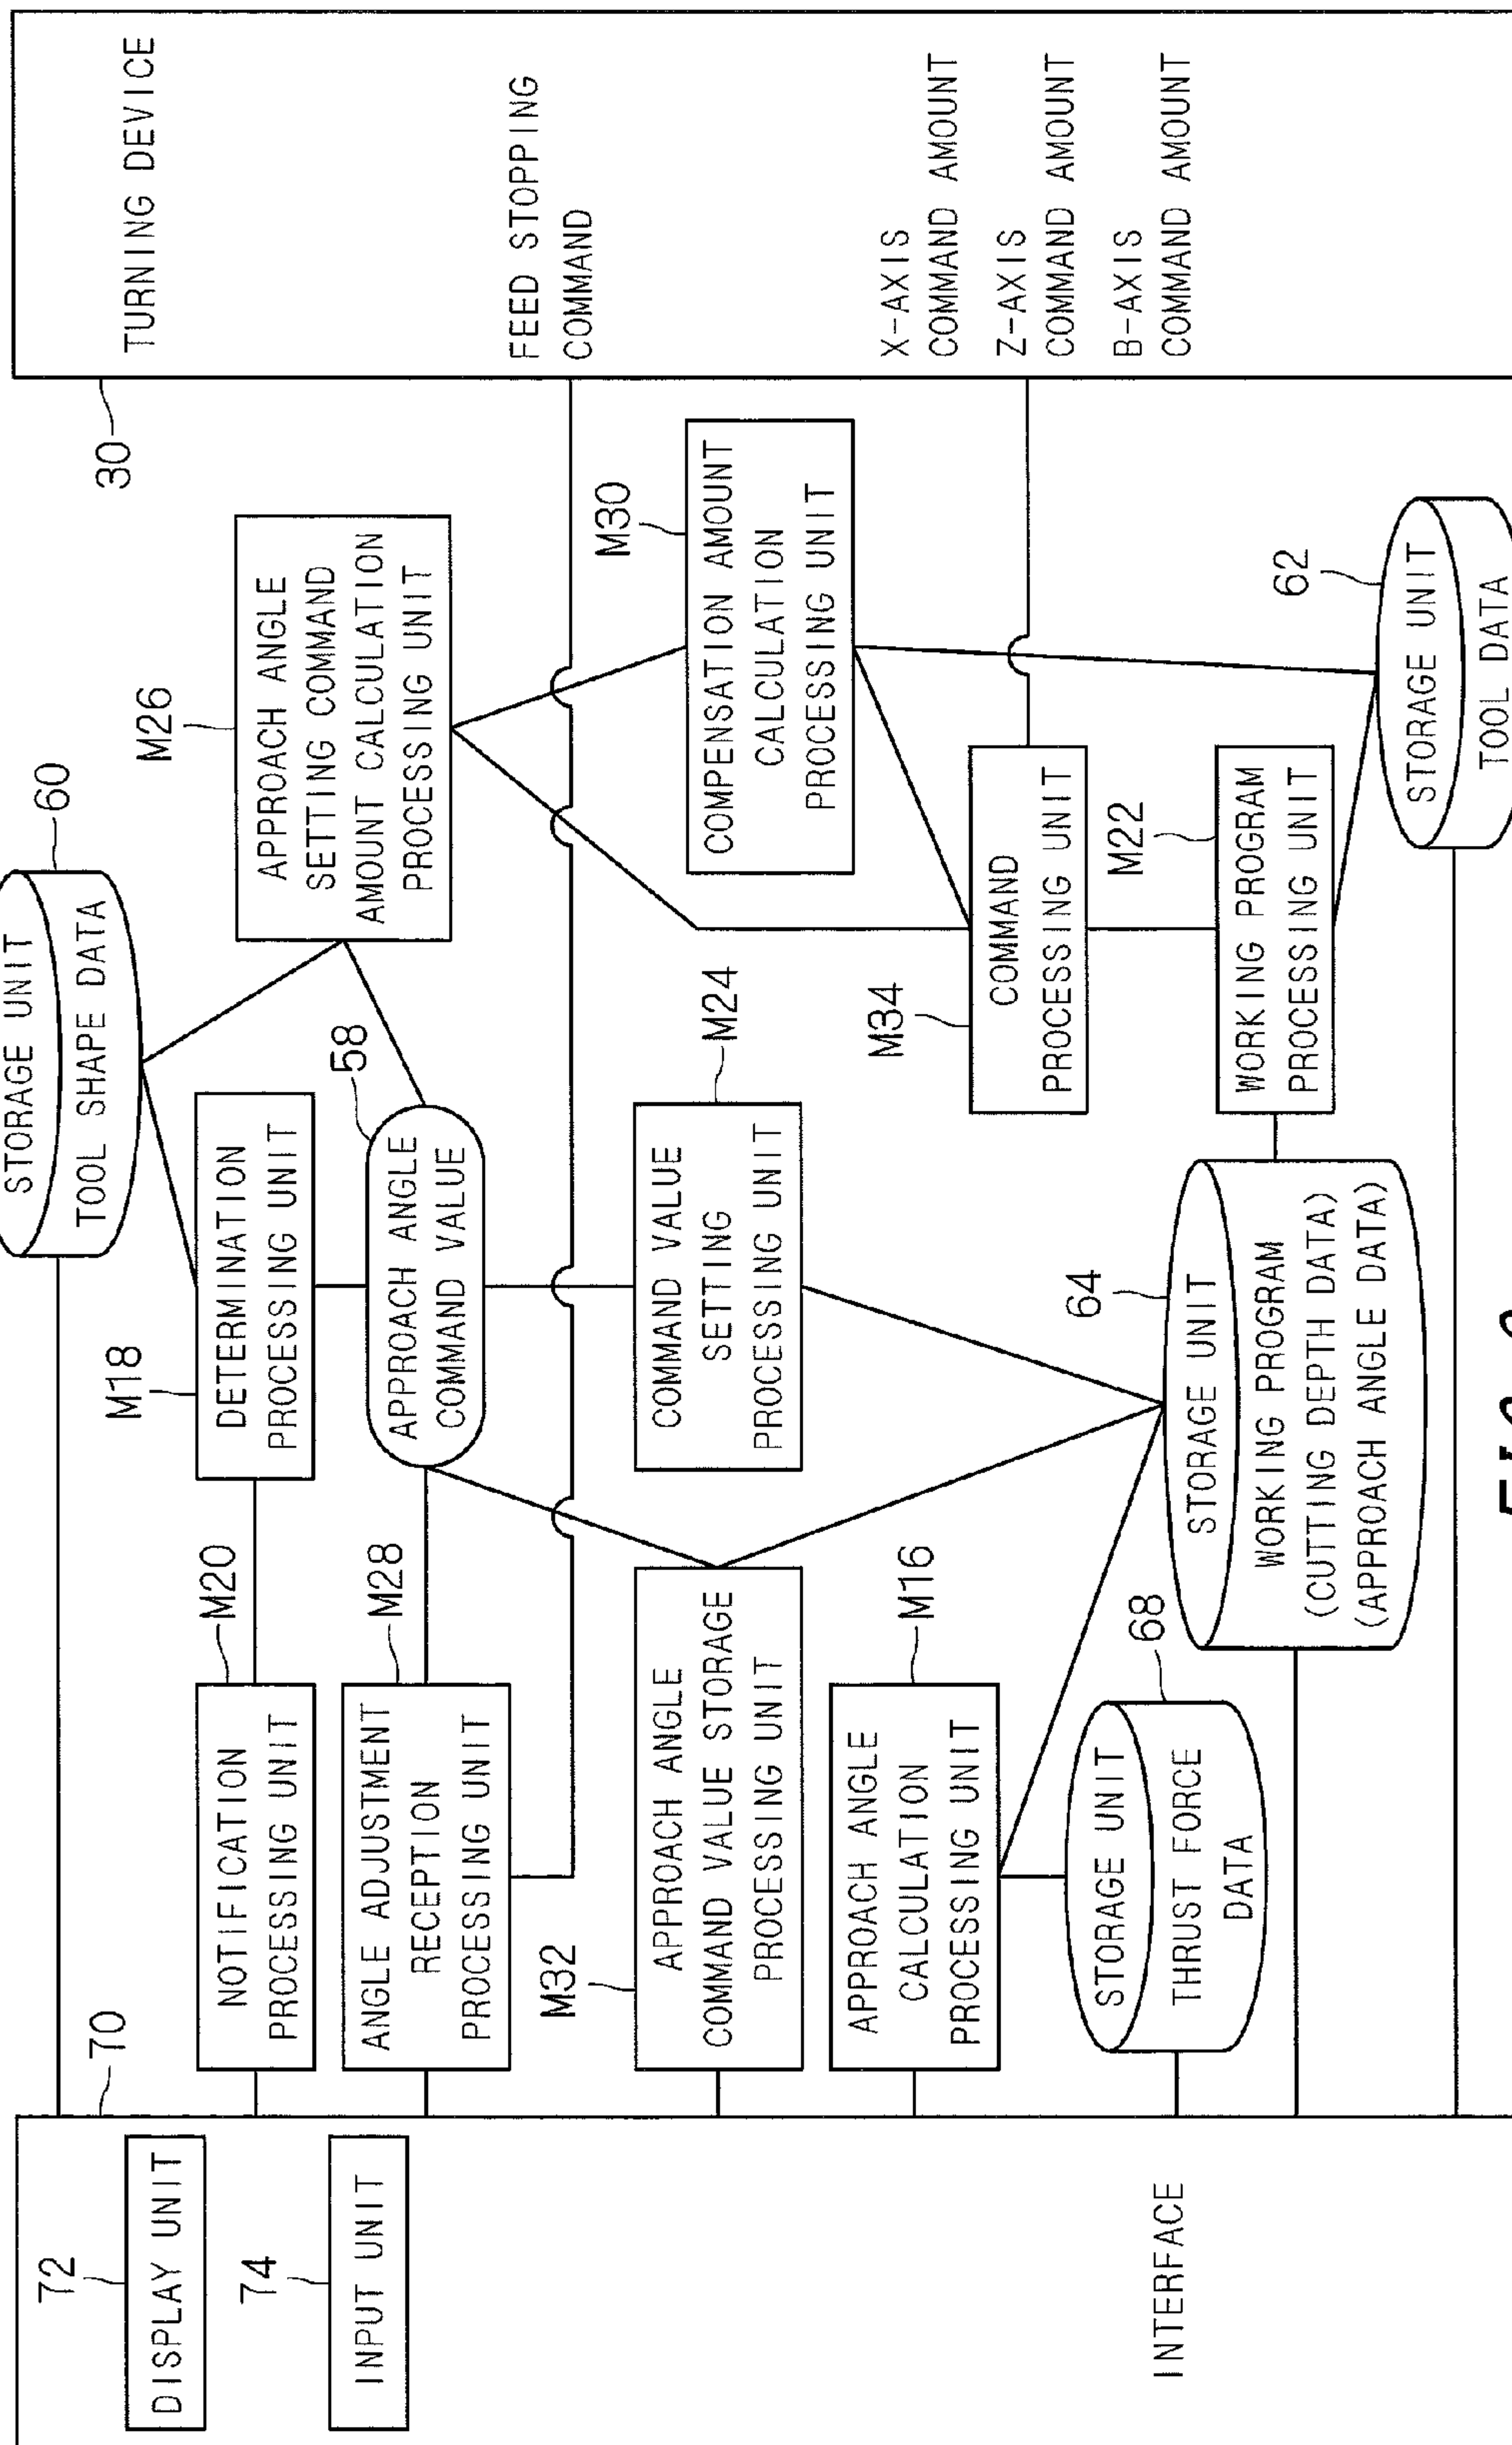 72
DISPLAY UNIT
74
INPUT UNIT
INTERFACE
70
STORAGE UNIT
TOOL SHAPE DATA
60
M20
NOTIFICATION
PROCESSING UNIT
M18
DETERMINATION
PROCESSING UNIT
M28
ANGLE ADJUSTMENT
RECEPTION
PROCESSING UNIT
58
APPROACH ANGLE
COMMAND VALUE
M26
APPROACH ANGLE
SETTING COMMAND
AMOUNT CALCULATION
PROCESSING UNIT
M32
APPROACH ANGLE
COMMAND VALUE STORAGE
PROCESSING UNIT
M24
COMMAND VALUE
SETTING
PROCESSING UNIT
M30
COMPENSATION AMOUNT
CALCULATION
PROCESSING UNIT
M16
APPROACH ANGLE
CALCULATION
PROCESSING UNIT
M34
COMMAND
PROCESSING UNIT
68
STORAGE UNIT
THRUST FORCE
DATA
64
STORAGE UNIT
WORKING PROGRAM
(CUTTING DEPTH DATA)
(APPROACH ANGLE DATA)
M22
WORKING PROGRAM
PROCESSING UNIT
62
STORAGE UNIT
TOOL DATA
30
TURNING DEVICE
FEED STOPPING
COMMAND
X-AXIS
COMMAND AMOUNT
Z-AXIS
COMMAND AMOUNT
B-AXIS
COMMAND AMOUNT